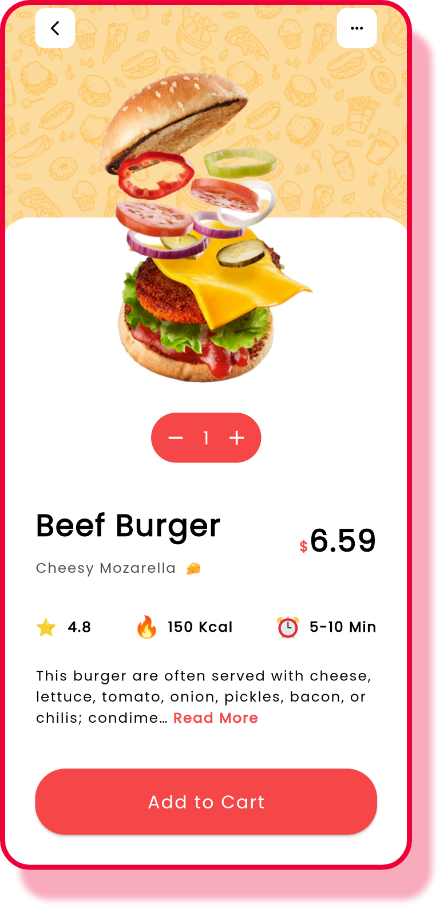 1
Beef Burger
$6.59
Cheesy Mozarella
4.8
150 Kcal
5-10 Min
This burger are often served with cheese,
lettuce, tomato, onion, pickles, bacon, or
chilis; condime… Read More
Add to Cart